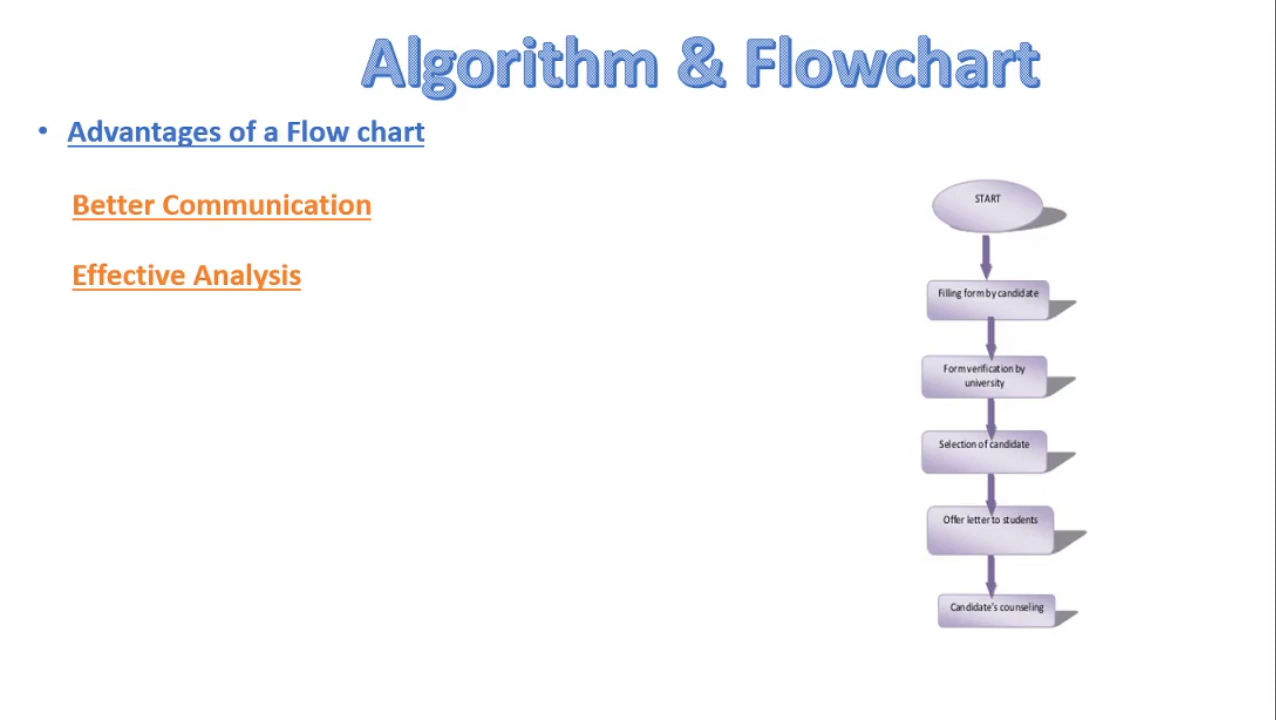 Algorithm & Flowchart
• Advantages of a Flow chart
Better Communication
Effective Analysis
START
Filling form by candidate
Form verification by
university
Selection of candidate
Offer letter to students
Candidate's counseling